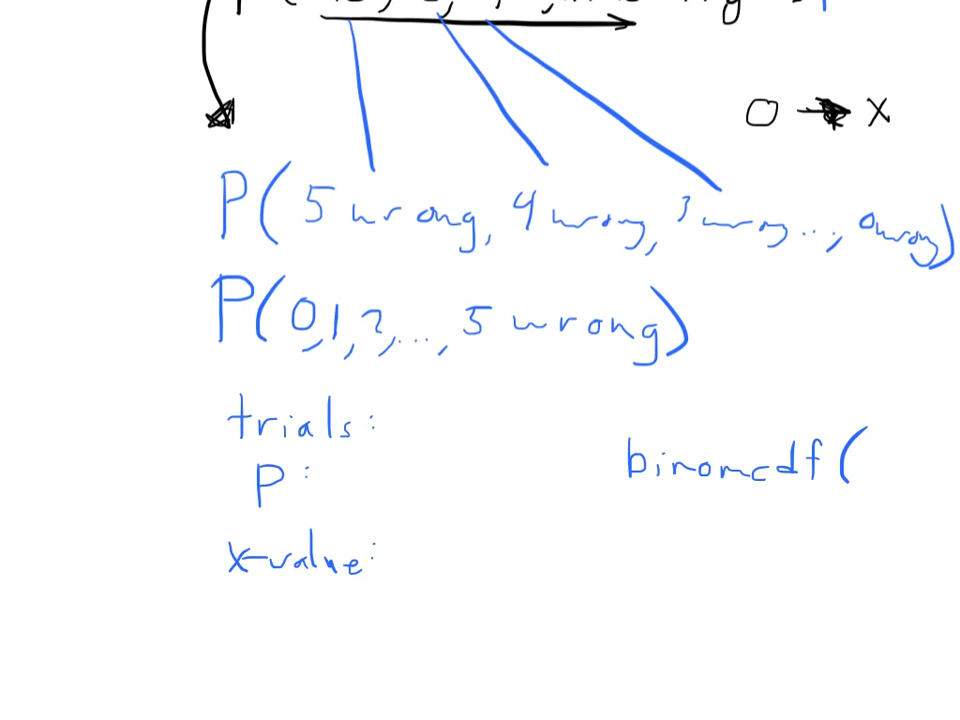 O → X
P(5 wrong, 4 wrong, 3 wrong..., 0 wrong)
P(0,1,2,..., 5 wrong)
trials:
P:
binomcdf(
x-value: